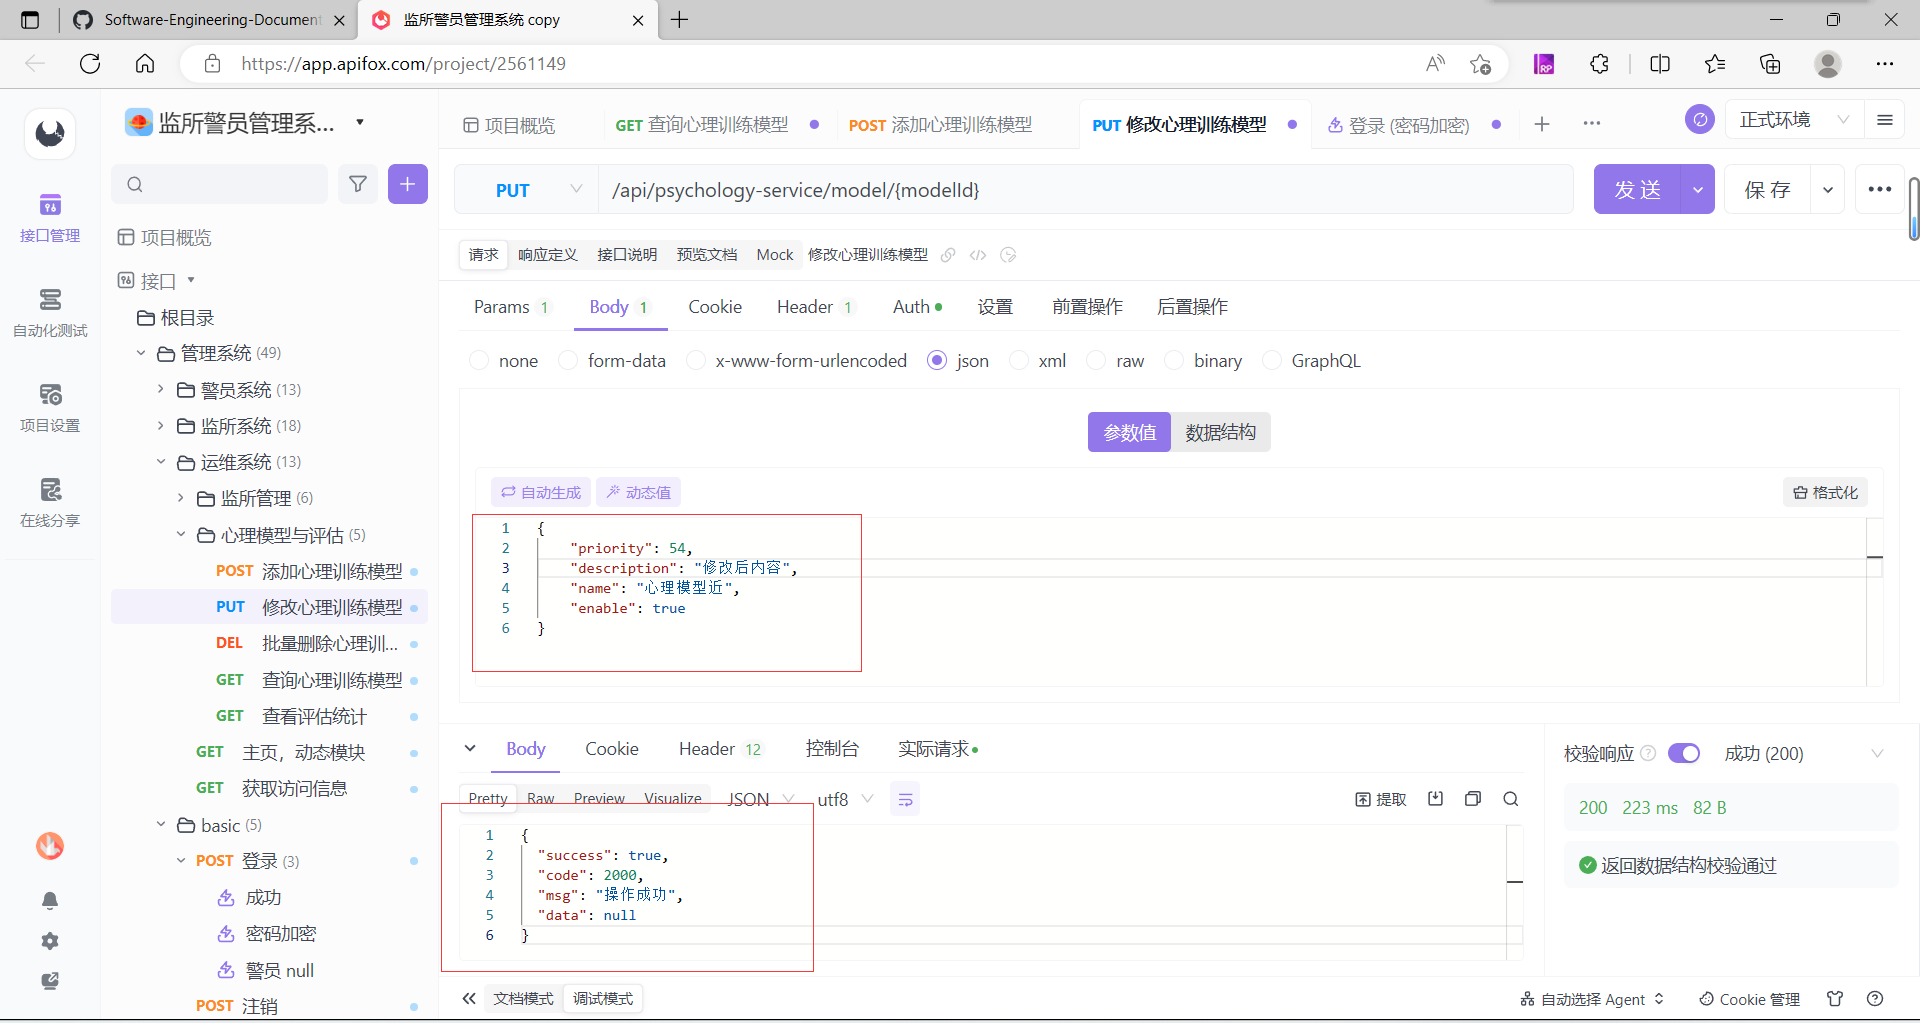 Software-Engineering-Document
监所警员管理系统 copy
https://app.apifox.com/project/2561149
监所警员管理系...
接口管理
自动化测试
项目设置
在线分享
项目概览
接口
根目录
管理系统 (49)
警员系统 (13)
监所系统 (18)
运维系统 (13)
监所管理 (6)
心理模型与评估 (5)
POST 添加心理训练模型
PUT 修改心理训练模型
DEL 批量删除心理训...
GET 查询心理训练模型
GET 查看评估统计
GET 主页，动态模块
GET 获取访问信息
basic (5)
POST 登录 (3)
成功
密码加密
警员 null
POST 注销
项目概览
GET 查询心理训练模型
POST 添加心理训练模型
PUT 修改心理训练模型
登录 (密码加密)
正式环境
PUT
/api/psychology-service/model/{modelId}
发 送
保 存
请求 响应定义 接口说明 预览文档 Mock 修改心理训练模型
Params 1 Body 1 Cookie Header 1 Auth 设置 前置操作 后置操作
none form-data x-www-form-urlencoded json xml raw binary GraphQL
参数值 数据结构
自动生成 动态值 格式化
1 {
2 "priority": 54,
3 "description": "修改后内容",
4 "name": "心理模型近",
5 "enable": true
6 }
Body Cookie Header 12 控制台 实际请求
Pretty Raw Preview Visualize JSON utf8 提取
1 {
2 "success": true,
3 "code": 2000,
4 "msg": "操作成功",
5 "data": null
6 }
校验响应 ? 成功 (200)
200 223 ms 82 B
返回数据结构校验通过
文档模式 调试模式
自动选择 Agent Cookie 管理